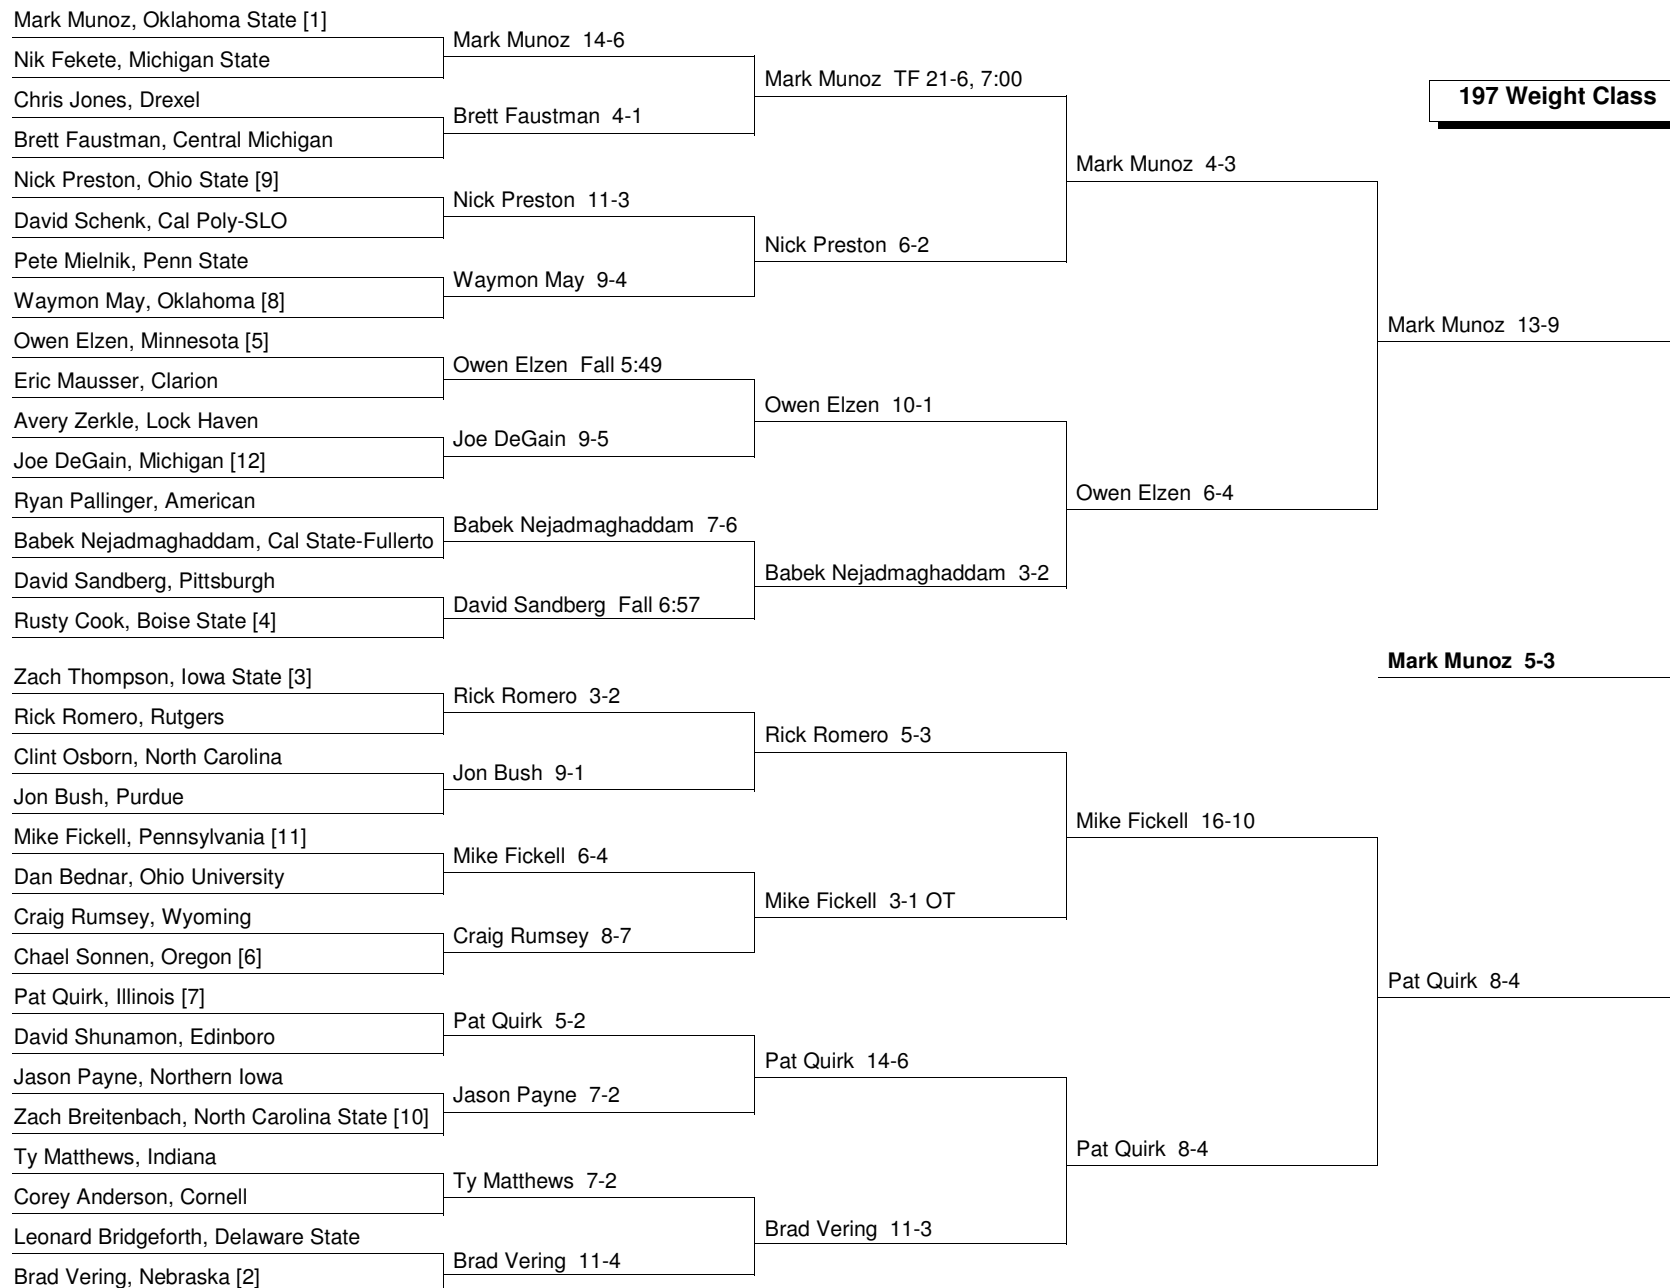 Mark Munoz, Oklahoma State [1]
Nik Fekete, Michigan State
Chris Jones, Drexel
Brett Faustman, Central Michigan
Nick Preston, Ohio State [9]
David Schenk, Cal Poly-SLO
Pete Mielnik, Penn State
Waymon May, Oklahoma [8]
Owen Elzen, Minnesota [5]
Eric Mausser, Clarion
Avery Zerkle, Lock Haven
Joe DeGain, Michigan [12]
Ryan Pallinger, American
Babek Nejadmaghaddam, Cal State-Fullerto
David Sandberg, Pittsburgh
Rusty Cook, Boise State [4]
Zach Thompson, Iowa State [3]
Rick Romero, Rutgers
Clint Osborn, North Carolina
Jon Bush, Purdue
Mike Fickell, Pennsylvania [11]
Dan Bednar, Ohio University
Craig Rumsey, Wyoming
Chael Sonnen, Oregon [6]
Pat Quirk, Illinois [7]
David Shunamon, Edinboro
Jason Payne, Northern Iowa
Zach Breitenbach, North Carolina State [10]
Ty Matthews, Indiana
Corey Anderson, Cornell
Leonard Bridgeforth, Delaware State
Brad Vering, Nebraska [2]
Mark Munoz 14-6
Brett Faustman 4-1
Nick Preston 11-3
Waymon May 9-4
Owen Elzen Fall 5:49
Joe DeGain 9-5
Babek Nejadmaghaddam 7-6
David Sandberg Fall 6:57
Rick Romero 3-2
Jon Bush 9-1
Mike Fickell 6-4
Craig Rumsey 8-7
Pat Quirk 5-2
Jason Payne 7-2
Ty Matthews 7-2
Brad Vering 11-4
Mark Munoz TF 21-6, 7:00
Nick Preston 6-2
Owen Elzen 10-1
Babek Nejadmaghaddam 3-2
Rick Romero 5-3
Mike Fickell 3-1 OT
Pat Quirk 14-6
Brad Vering 11-3
Mark Munoz 4-3
Owen Elzen 6-4
Mike Fickell 16-10
Pat Quirk 8-4
197 Weight Class
Mark Munoz 13-9
Mark Munoz 5-3
Pat Quirk 8-4